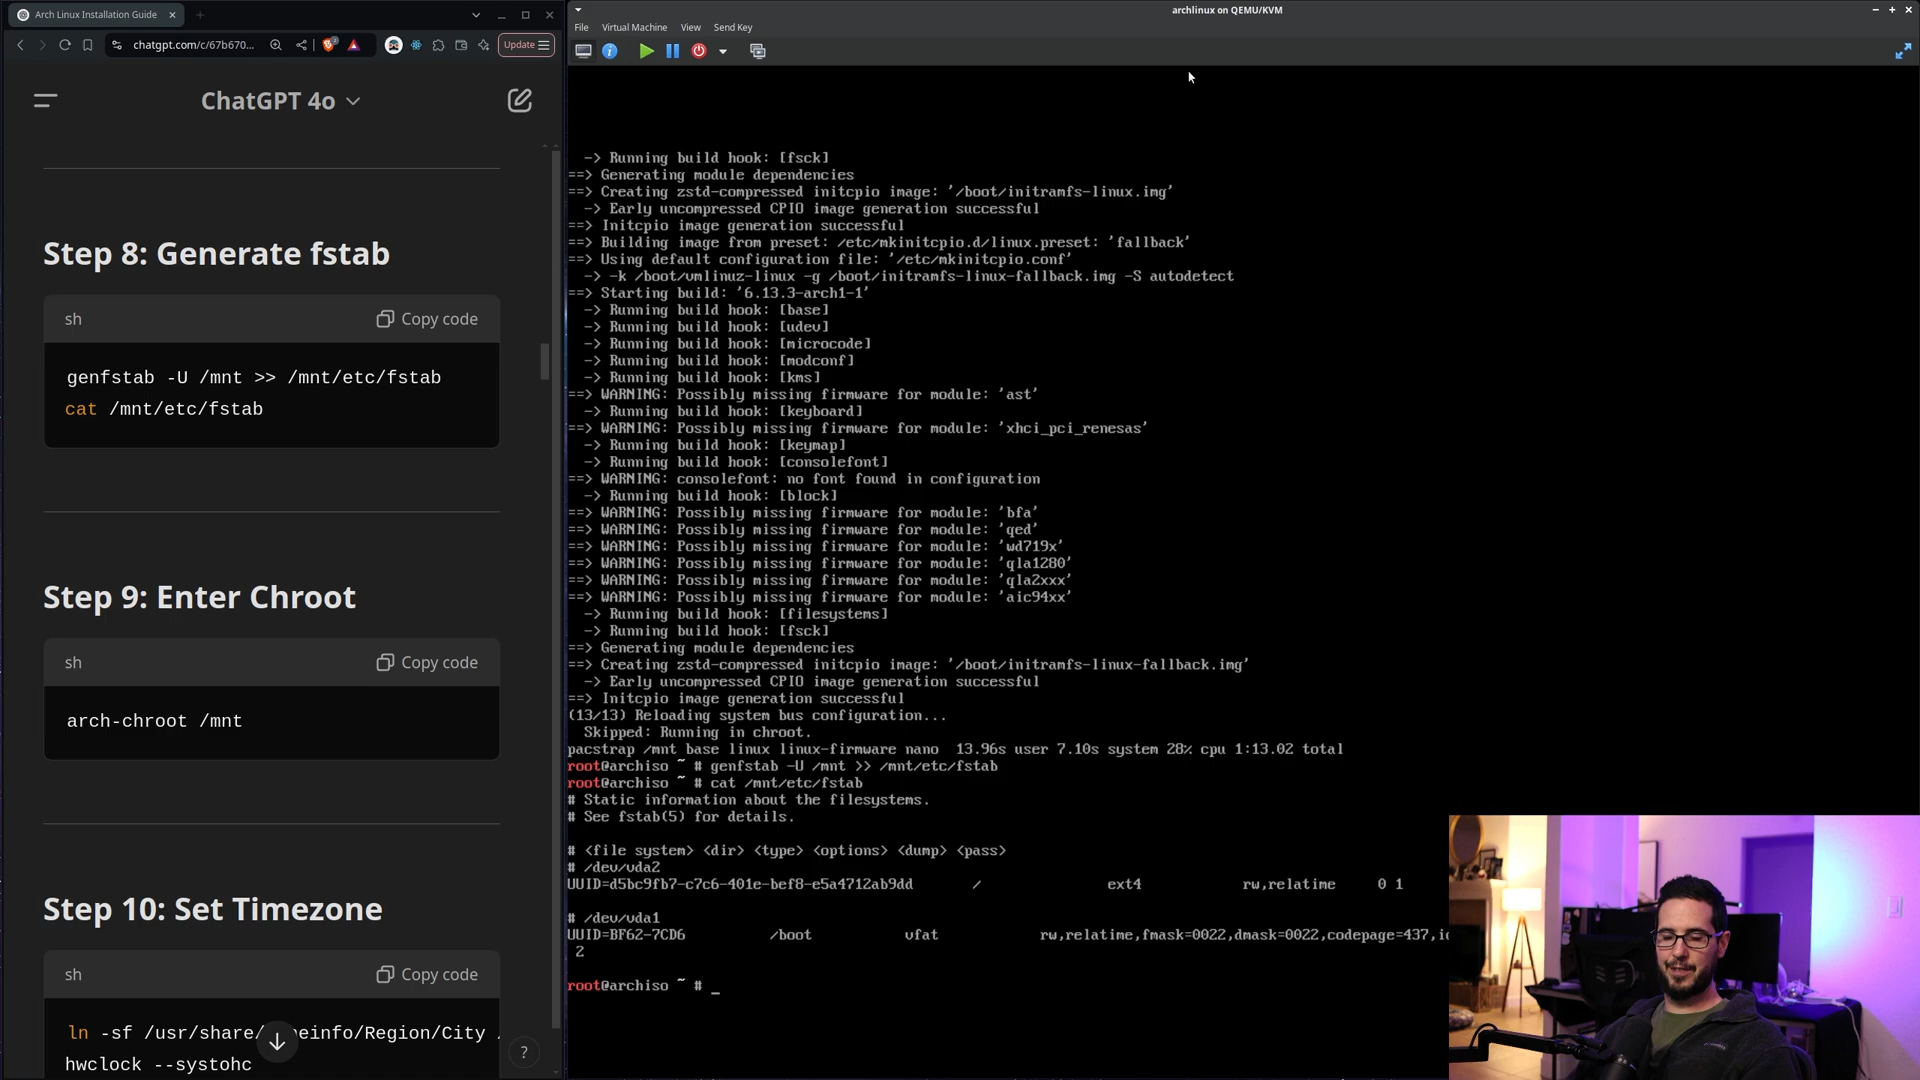 Arch Linux Installation Guide
chatgpt.com/c/67b670...
Update
ChatGPT 4o
Step 8: Generate fstab
sh
Copy code
genfstab -U /mnt >> /mnt/etc/fstab
cat /mnt/etc/fstab
Step 9: Enter Chroot
sh
Copy code
arch-chroot /mnt
Step 10: Set Timezone
sh
Copy code
ln -sf /usr/share/ neinfo/Region/City
hwclock --systohc
?
archlinux on QEMU/KVM
File Virtual Machine View Send Key
-> Running build hook: [fsck]
==> Generating module dependencies
==> Creating zstd-compressed initcpio image: '/boot/initramfs-linux.img'
-> Early uncompressed CPIO image generation successful
==> Initcpio image generation successful
==> Building image from preset: /etc/mkinitcpio.d/linux.preset: 'fallback'
==> Using default configuration file: '/etc/mkinitcpio.conf'
-> -k /boot/vmlinuz-linux -g /boot/initramfs-linux-fallback.img -S autodetect
==> Starting build: '6.13.3-arch1-1'
-> Running build hook: [base]
-> Running build hook: [udev]
-> Running build hook: [microcode]
-> Running build hook: [modconf]
-> Running build hook: [kms]
==> WARNING: Possibly missing firmware for module: 'ast'
-> Running build hook: [keyboard]
==> WARNING: Possibly missing firmware for module: 'xhci_pci_renesas'
-> Running build hook: [keymap]
-> Running build hook: [consolefont]
==> WARNING: consolefont: no font found in configuration
-> Running build hook: [block]
==> WARNING: Possibly missing firmware for module: 'bfa'
==> WARNING: Possibly missing firmware for module: 'qed'
==> WARNING: Possibly missing firmware for module: 'wd719x'
==> WARNING: Possibly missing firmware for module: 'qla1280'
==> WARNING: Possibly missing firmware for module: 'qla2xxx'
==> WARNING: Possibly missing firmware for module: 'aic94xx'
-> Running build hook: [filesystems]
-> Running build hook: [fsck]
==> Generating module dependencies
==> Creating zstd-compressed initcpio image: '/boot/initramfs-linux-fallback.img'
-> Early uncompressed CPIO image generation successful
==> Initcpio image generation successful
(13/13) Reloading system bus configuration...
Skipped: Running in chroot.
pacstrap /mnt base linux linux-firmware nano 13.96s user 7.10s system 28% cpu 1:13.02 total
root@archiso ~ # genfstab -U /mnt >> /mnt/etc/fstab
root@archiso ~ # cat /mnt/etc/fstab
# Static information about the filesystems.
# See fstab(5) for details.
# <file system> <dir> <type> <options> <dump> <pass>
# /dev/vda2
UUID=d5bc9fb7-c7c6-401e-bef8-e5a4712ab9dd / ext4 rw,relatime 0 1
# /dev/vda1
UUID=BF62-7CD6 /boot vfat rw,relatime,fmask=0022,dmask=0022,codepage=437,io
2
root@archiso ~ # _